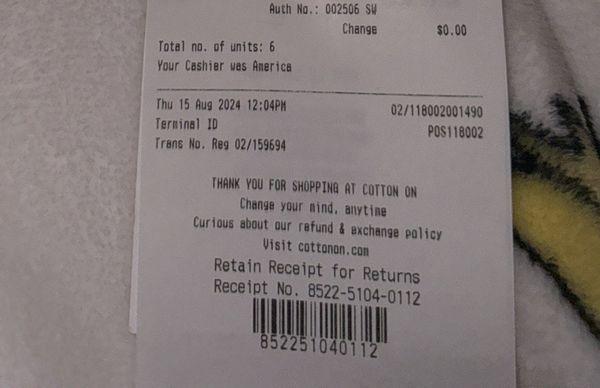 Auth No.: 002506 SW
Change $0.00
Total no. of units: 6
Your Cashier was America
Thu 15 Aug 2024 12:04PM 02/118002001490
Terminal ID POS118002
Trans No. Reg 02/159694
THANK YOU FOR SHOPPING AT COTTON ON
Change your mind, anytime
Curious about our refund & exchange policy
Visit cottonon.com
Retain Receipt for Returns
Receipt No. 8522-5104-0112
852251040112